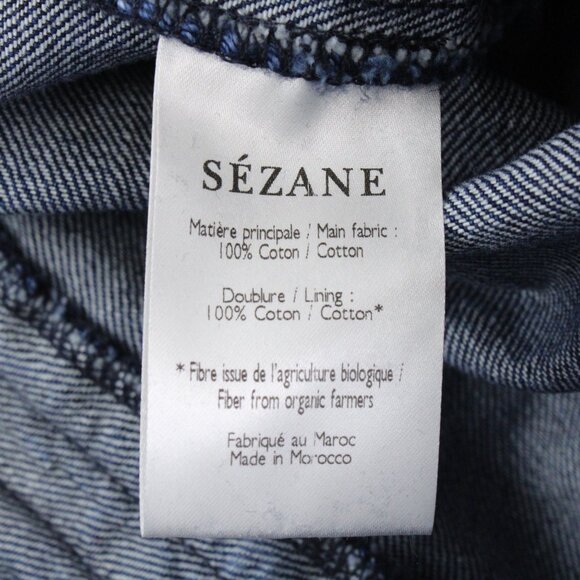 SÉZANE
Matière principale / Main fabric :
100% Coton / Cotton
Doublure / Lining :
100% Coton / Cotton*
* Fibre issue de l'agriculture biologique /
Fiber from organic farmers
Fabriqué au Maroc
Made in Morocco